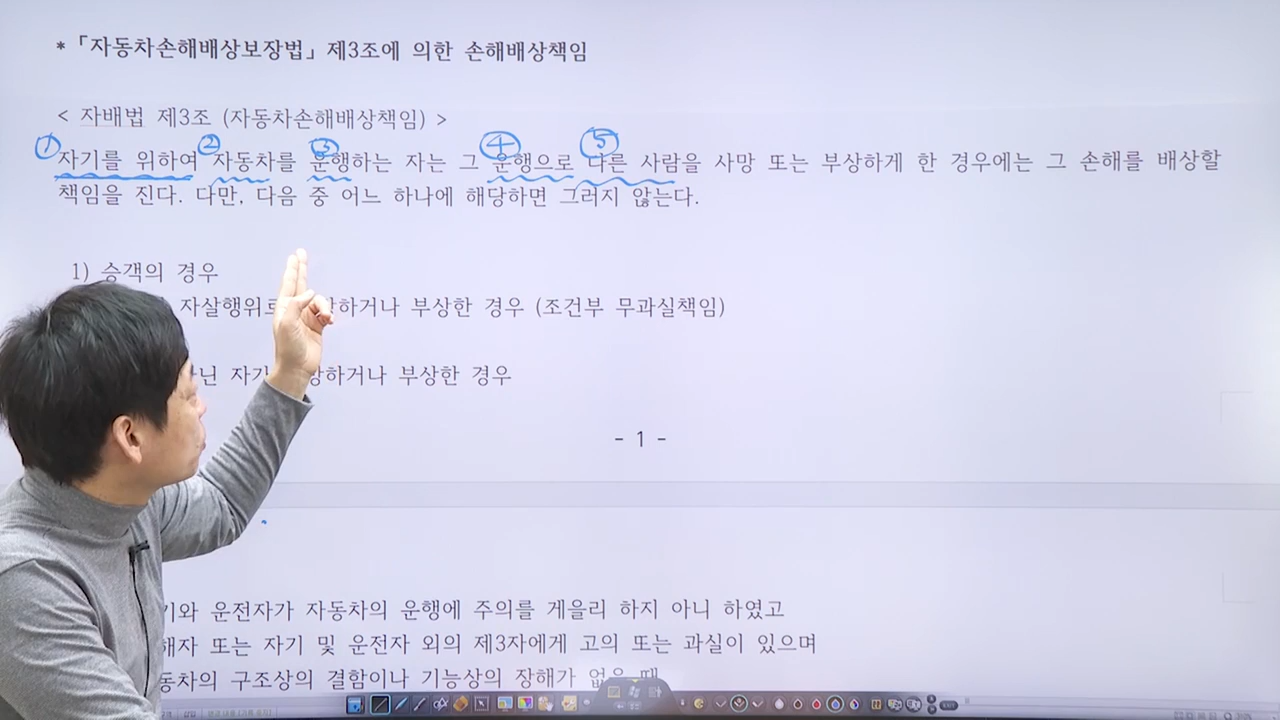 * 「자동차손해배상보장법」 제3조에 의한 손해배상책임
< 자배법 제3조 (자동차손해배상책임) >
① ② ③ ④ ⑤
자기를 위하여 자동차를 운행하는 자는 그 운행으로 다른 사람을 사망 또는 부상하게 한 경우에는 그 손해를 배상할
책임을 진다. 다만, 다음 중 어느 하나에 해당하면 그러지 않는다.
1) 승객의 경우
자살행위로 하거나 부상한 경우 (조건부 무과실책임)
닌 자가 하거나 부상한 경우
- 1 -
와 운전자가 자동차의 운행에 주의를 게을리 하지 아니 하였고
해자 또는 자기 및 운전자 외의 제3자에게 고의 또는 과실이 있으며
동차의 구조상의 결함이나 기능상의 장해가 없을 때